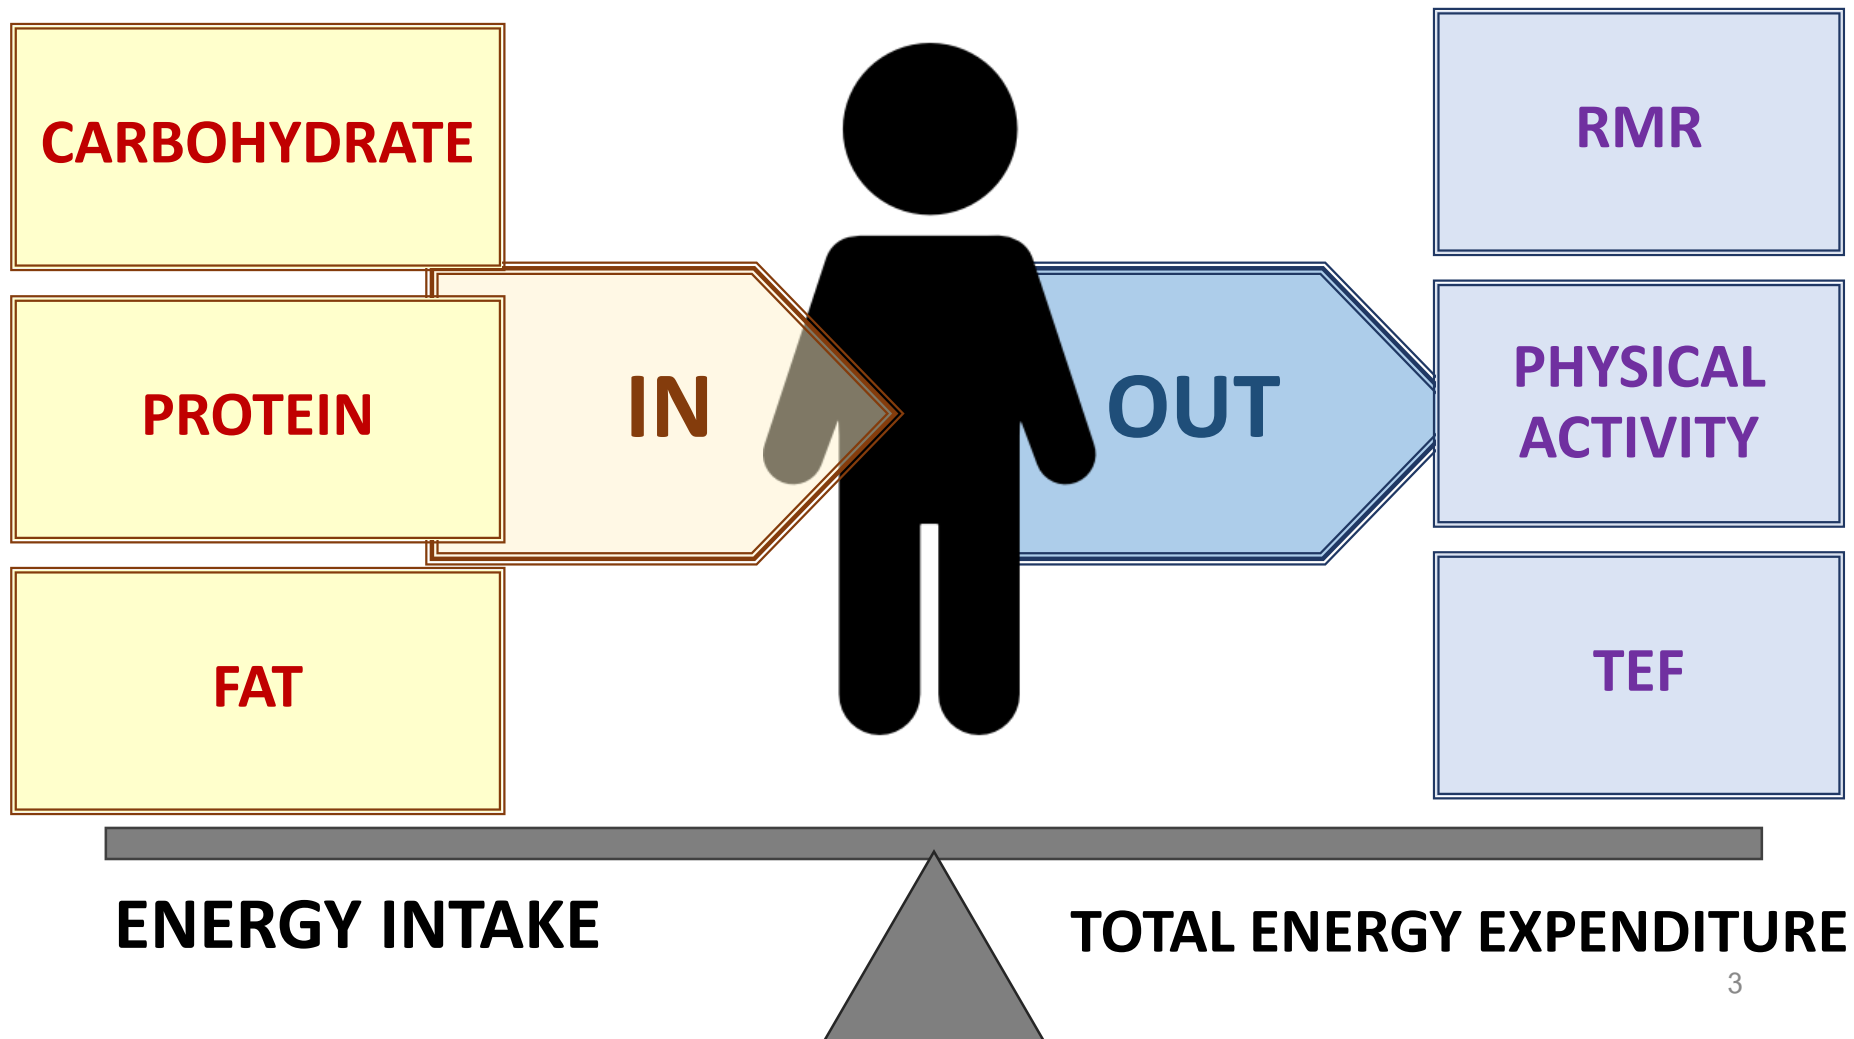 CARBOHYDRATE
PROTEIN
FAT
IN
OUT
RMR
PHYSICAL
ACTIVITY
TEF
ENERGY INTAKE
TOTAL ENERGY EXPENDITURE
3